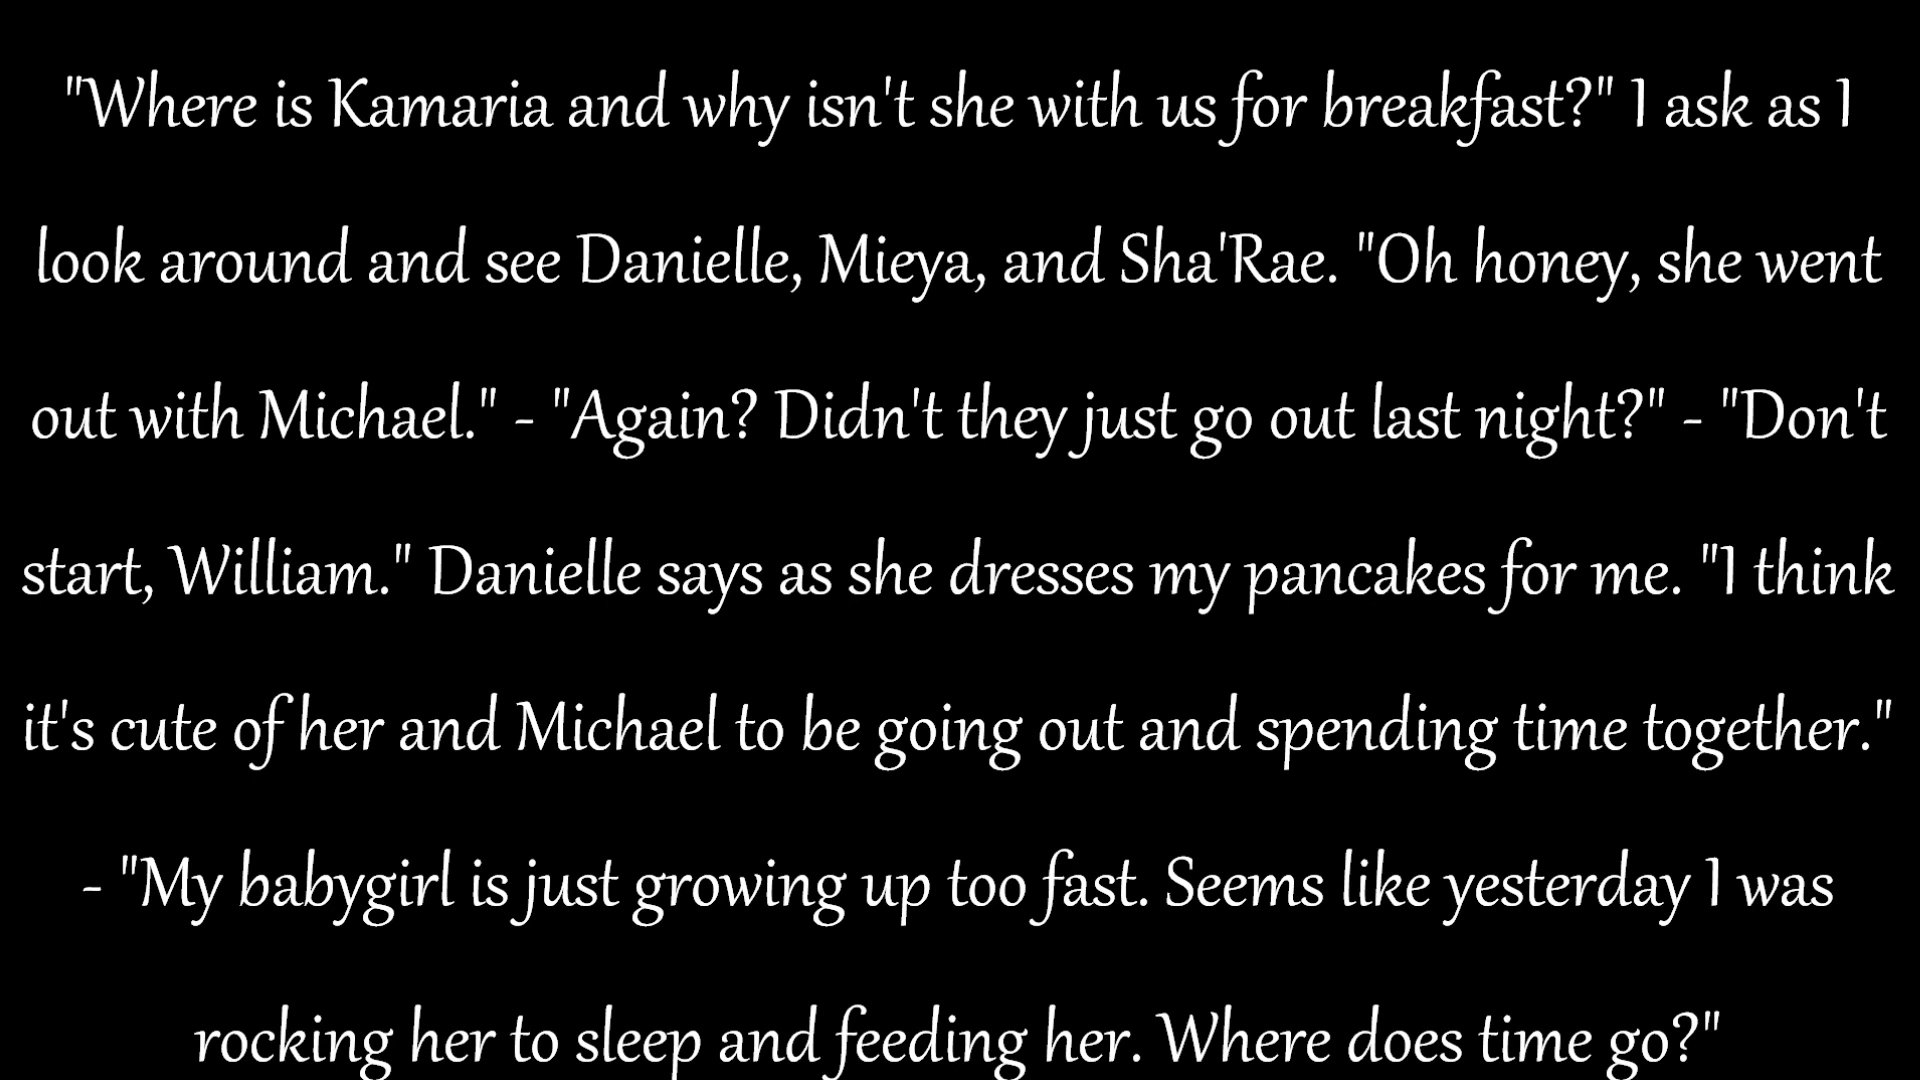 "Where is Kamaria and why isn't she with us for breakfast?" I ask as I
look around and see Danielle, Mieya, and Sha'Rae. "Oh honey, she went
out with Michael." - "Again? Didn't they just go out last night?" - "Don't
start, William." Danielle says as she dresses my pancakes for me. "I think
it's cute of her and Michael to be going out and spending time together."
- "My babygirl is just growing up too fast. Seems like yesterday I was
rocking her to sleep and feeding her. Where does time go?"